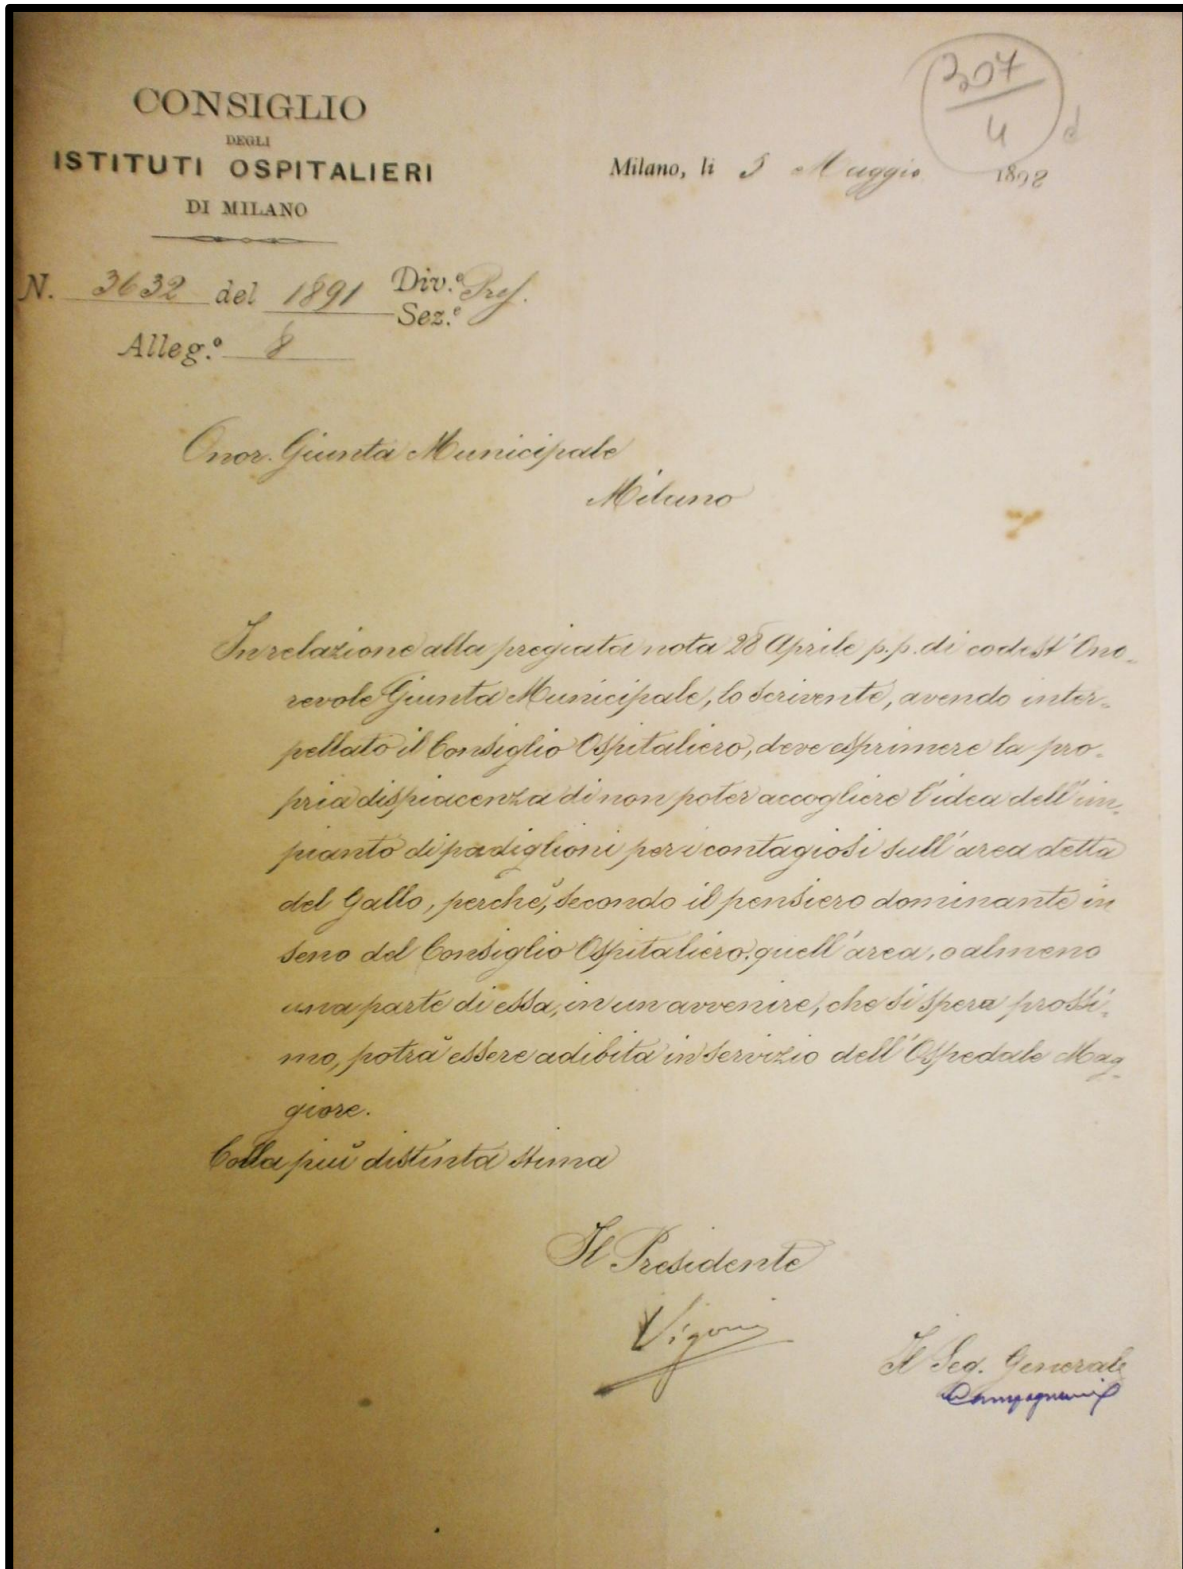 307
4
d
CONSIGLIO
DEGLI
ISTITUTI OSPITALIERI
DI MILANO
Milano, li 5 Maggio 1892
N. 3632 del 1891 Div.e Pref.
Sez.e
Alleg.o 8
Onor. Giunta Municipale
Milano
In relazione alla pregiata nota 28 Aprile p.p. di codest' Ono-
revole Giunta Municipale, lo scrivente, avendo inter-
pellato il Consiglio Ospitaliero, deve esprimere la pro-
pria dispiacenza di non poter accogliere l'idea dell'im-
pianto di padiglioni per i contagiosi sull'area detta
del Gallo, perchè, secondo il pensiero dominante in
seno del Consiglio Ospitaliero, quell'area, o almeno
una parte di essa, in un avvenire, che si spera prossi-
mo, potrà essere adibita in servizio dell'Ospedale Mag-
giore.
Colla più distinta stima
Il Presidente
Vigoni
Il Seg. Generale